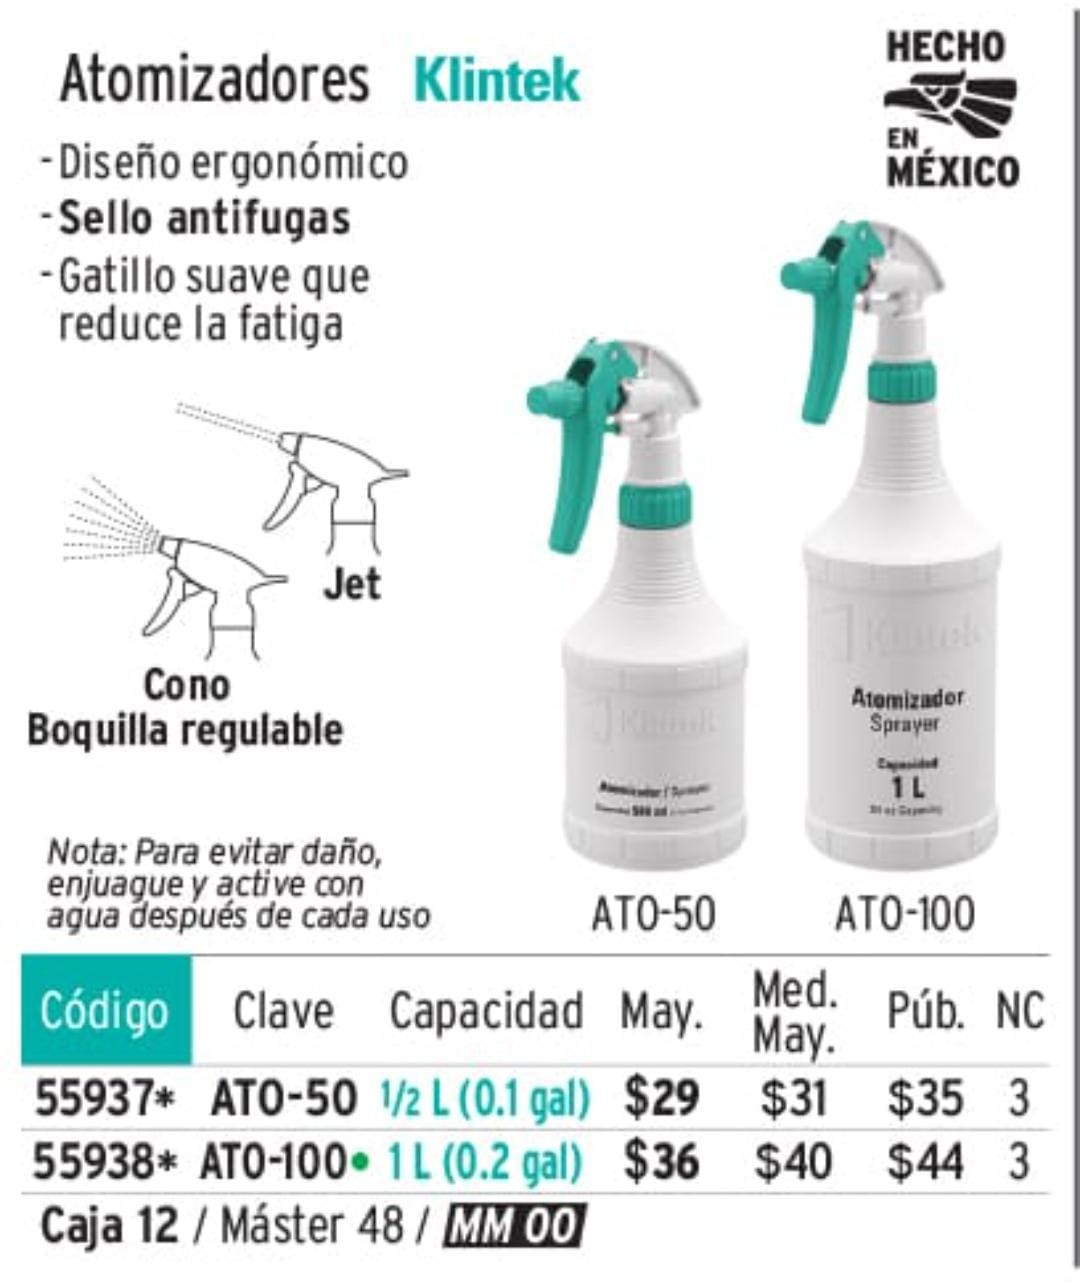 Atomizadores Klintek
HECHO
EN
MÉXICO
-Diseño ergonómico
-Sello antifugas
-Gatillo suave que
reduce la fatiga
Jet
Cono
Boquilla regulable
Klintek
Atomizador / Sprayer
500 ml
Klintek
Atomizador
Sprayer
Capacidad
1 L
Capacity
Nota: Para evitar daño,
enjuague y active con
agua después de cada uso
ATO-50
ATO-100
Código Clave Capacidad May. Med. May. Púb. NC
55937* ATO-50 1/2 L (0.1 gal) $29 $31 $35 3
55938* ATO-100• 1 L (0.2 gal) $36 $40 $44 3
Caja 12 / Máster 48 / MM 00